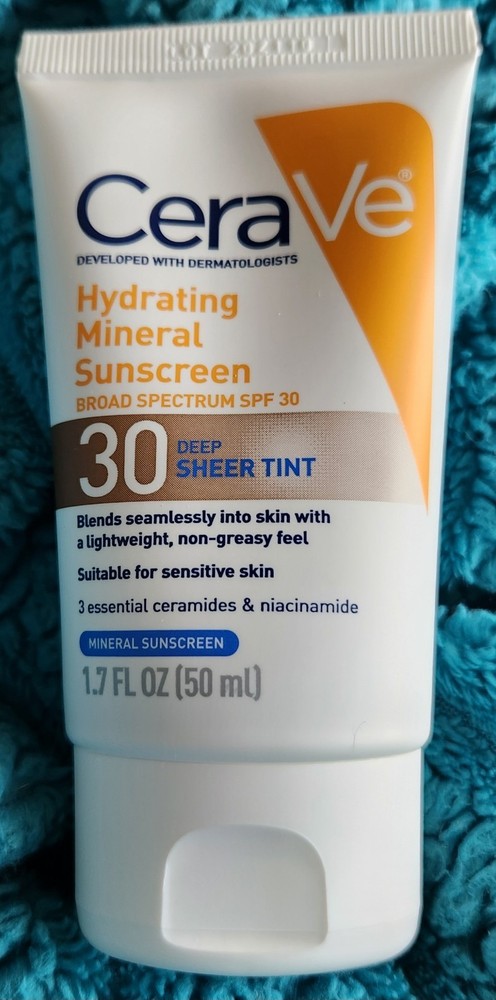 CeraVe®
DEVELOPED WITH DERMATOLOGISTS
Hydrating
Mineral
Sunscreen
BROAD SPECTRUM SPF 30
30 DEEP
SHEER TINT
Blends seamlessly into skin with
a lightweight, non-greasy feel
Suitable for sensitive skin
3 essential ceramides & niacinamide
MINERAL SUNSCREEN
1.7 FL OZ (50 ml)